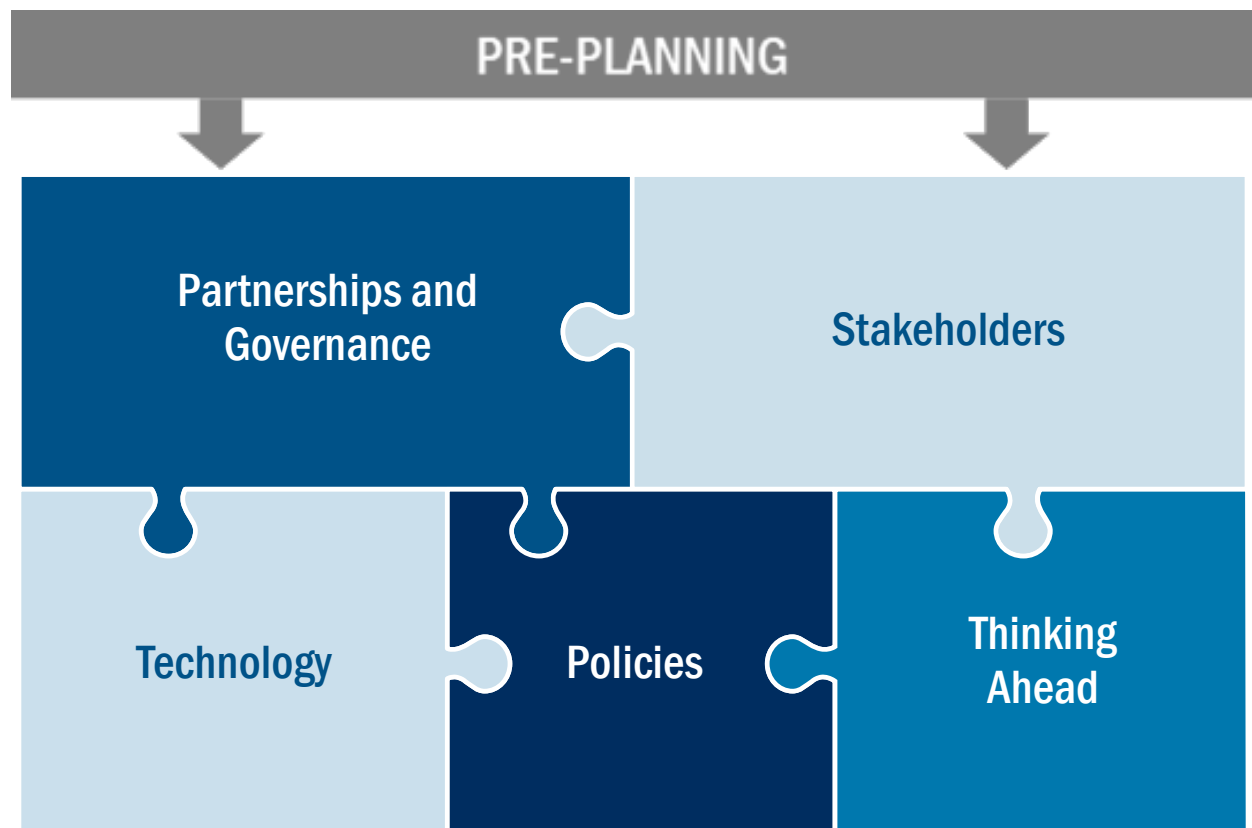 PRE-PLANNING
Partnerships and
Governance
Stakeholders
Technology
Policies
Thinking
Ahead